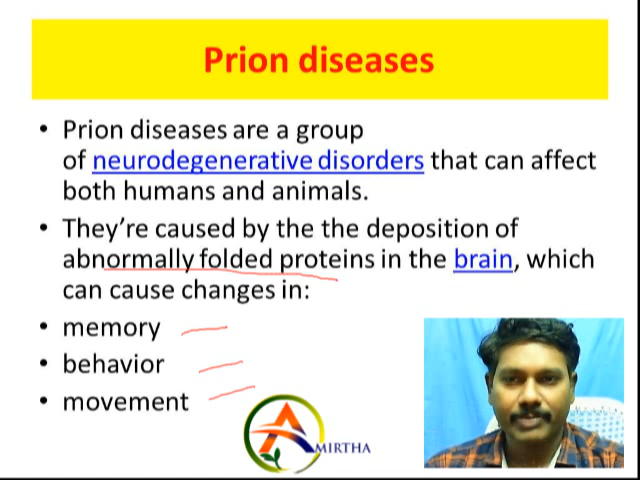 Prion diseases
• Prion diseases are a group
of neurodegenerative disorders that can affect
both humans and animals.
• They’re caused by the the deposition of
abnormally folded proteins in the brain, which
can cause changes in:
• memory
• behavior
• movement
AMIRTHA